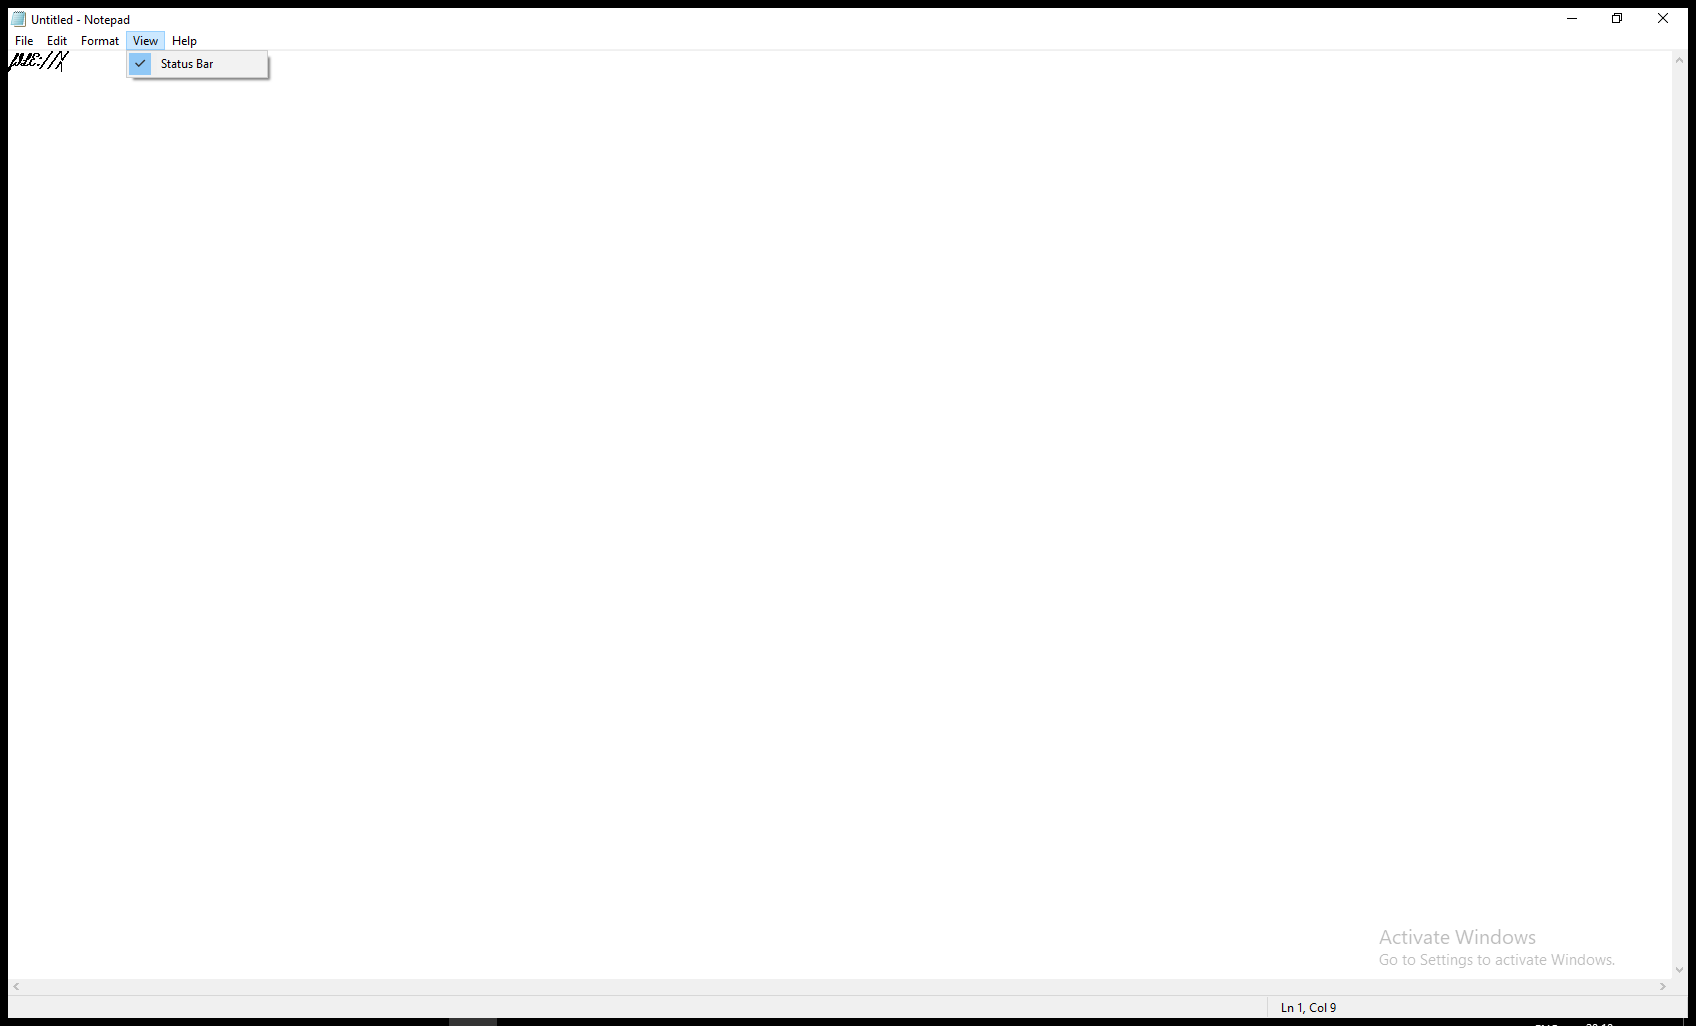 Untitled - Notepad
File Edit Format View Help
Status Bar
Activate Windows
Go to Settings to activate Windows.
Ln 1, Col 9